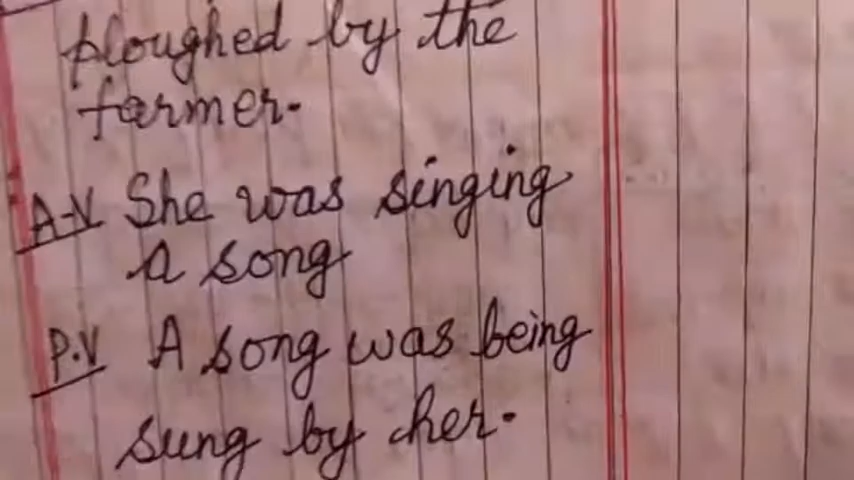 ploughed by the
farmer.
A-V She was singing
a song
P.V A song was being
sung by her.